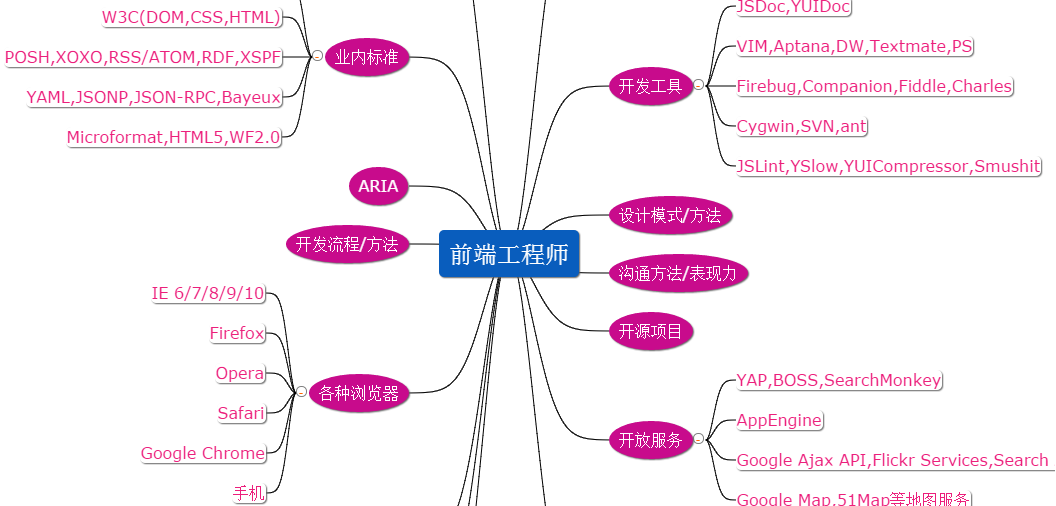 W3C(DOM,CSS,HTML)
POSH,XOXO,RSS/ATOM,RDF,XSPF
业内标准
YAML,JSONP,JSON-RPC,Bayeux
Microformat,HTML5,WF2.0
ARIA
开发流程/方法
前端工程师
IE 6/7/8/9/10
Firefox
Opera
各种浏览器
Safari
Google Chrome
手机
JSDoc,YUIDoc
VIM,Aptana,DW,Textmate,PS
开发工具
Firebug,Companion,Fiddle,Charles
Cygwin,SVN,ant
JSLint,YSlow,YUICompressor,Smushit
设计模式/方法
沟通方法/表现力
开源项目
YAP,BOSS,SearchMonkey
AppEngine
开放服务
Google Ajax API,Flickr Services,Search
Google Map,51Map等地图服务